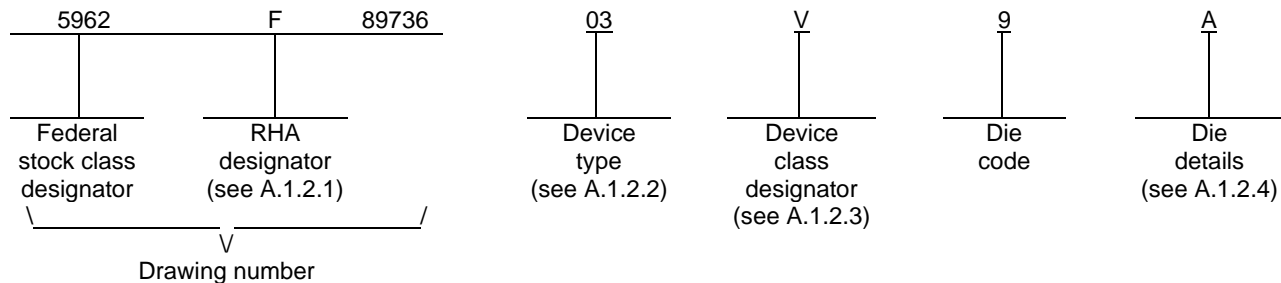 5962 F 89736 03 V 9 A
Federal stock class designator
RHA designator (see A.1.2.1)
Device type (see A.1.2.2)
Device class designator (see A.1.2.3)
Die code
Die details (see A.1.2.4)
Drawing number